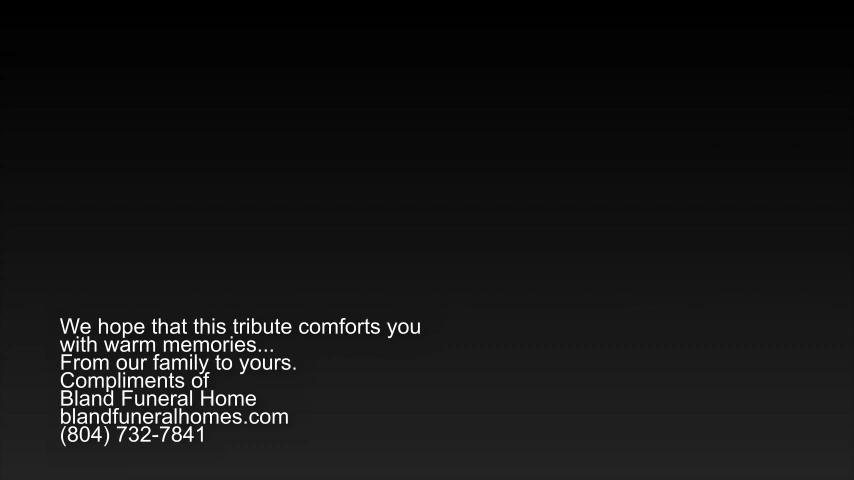 We hope that this tribute comforts you
with warm memories...
From our family to yours.
Compliments of
Bland Funeral Home
blandfuneralhomes.com
(804) 732-7841